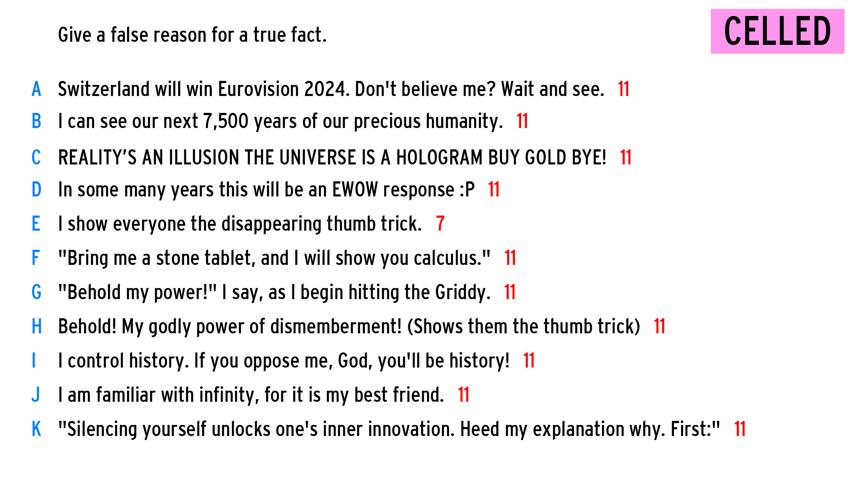 Give a false reason for a true fact.
CELLED
A Switzerland will win Eurovision 2024. Don't believe me? Wait and see. 11
B I can see our next 7,500 years of our precious humanity. 11
C REALITY’S AN ILLUSION THE UNIVERSE IS A HOLOGRAM BUY GOLD BYE! 11
D In some many years this will be an EWOW response :P 11
E I show everyone the disappearing thumb trick. 7
F "Bring me a stone tablet, and I will show you calculus." 11
G "Behold my power!" I say, as I begin hitting the Griddy. 11
H Behold! My godly power of dismemberment! (Shows them the thumb trick) 11
I I control history. If you oppose me, God, you'll be history! 11
J I am familiar with infinity, for it is my best friend. 11
K "Silencing yourself unlocks one's inner innovation. Heed my explanation why. First:" 11